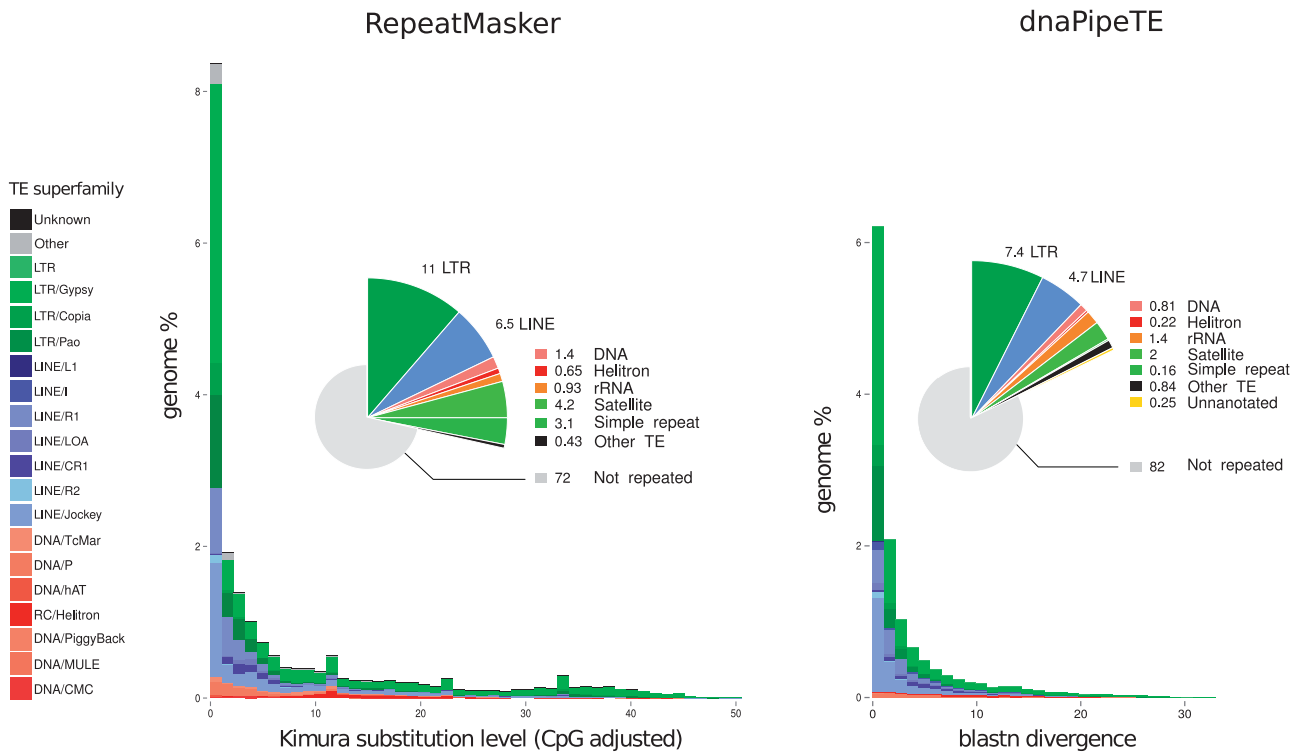 RepeatMasker
dnaPipeTE
TE superfamily
Unknown
Other
LTR
LTR/Gypsy
LTR/Copia
LTR/Pao
LINE/L1
LINE/I
LINE/R1
LINE/LOA
LINE/CR1
LINE/R2
LINE/Jockey
DNA/TcMar
DNA/P
DNA/hAT
RC/Helitron
DNA/PiggyBack
DNA/MULE
DNA/CMC
genome %
8
6
4
2
0
11 LTR
6.5 LINE
1.4 DNA
0.65 Helitron
0.93 rRNA
4.2 Satellite
3.1 Simple repeat
0.43 Other TE
72 Not repeated
0 10 20 30 40 50
Kimura substitution level (CpG adjusted)
genome %
6
4
2
0
7.4 LTR
4.7 LINE
0.81 DNA
0.22 Helitron
1.4 rRNA
2 Satellite
0.16 Simple repeat
0.84 Other TE
0.25 Unnanotated
82 Not repeated
0 10 20 30
blastn divergence